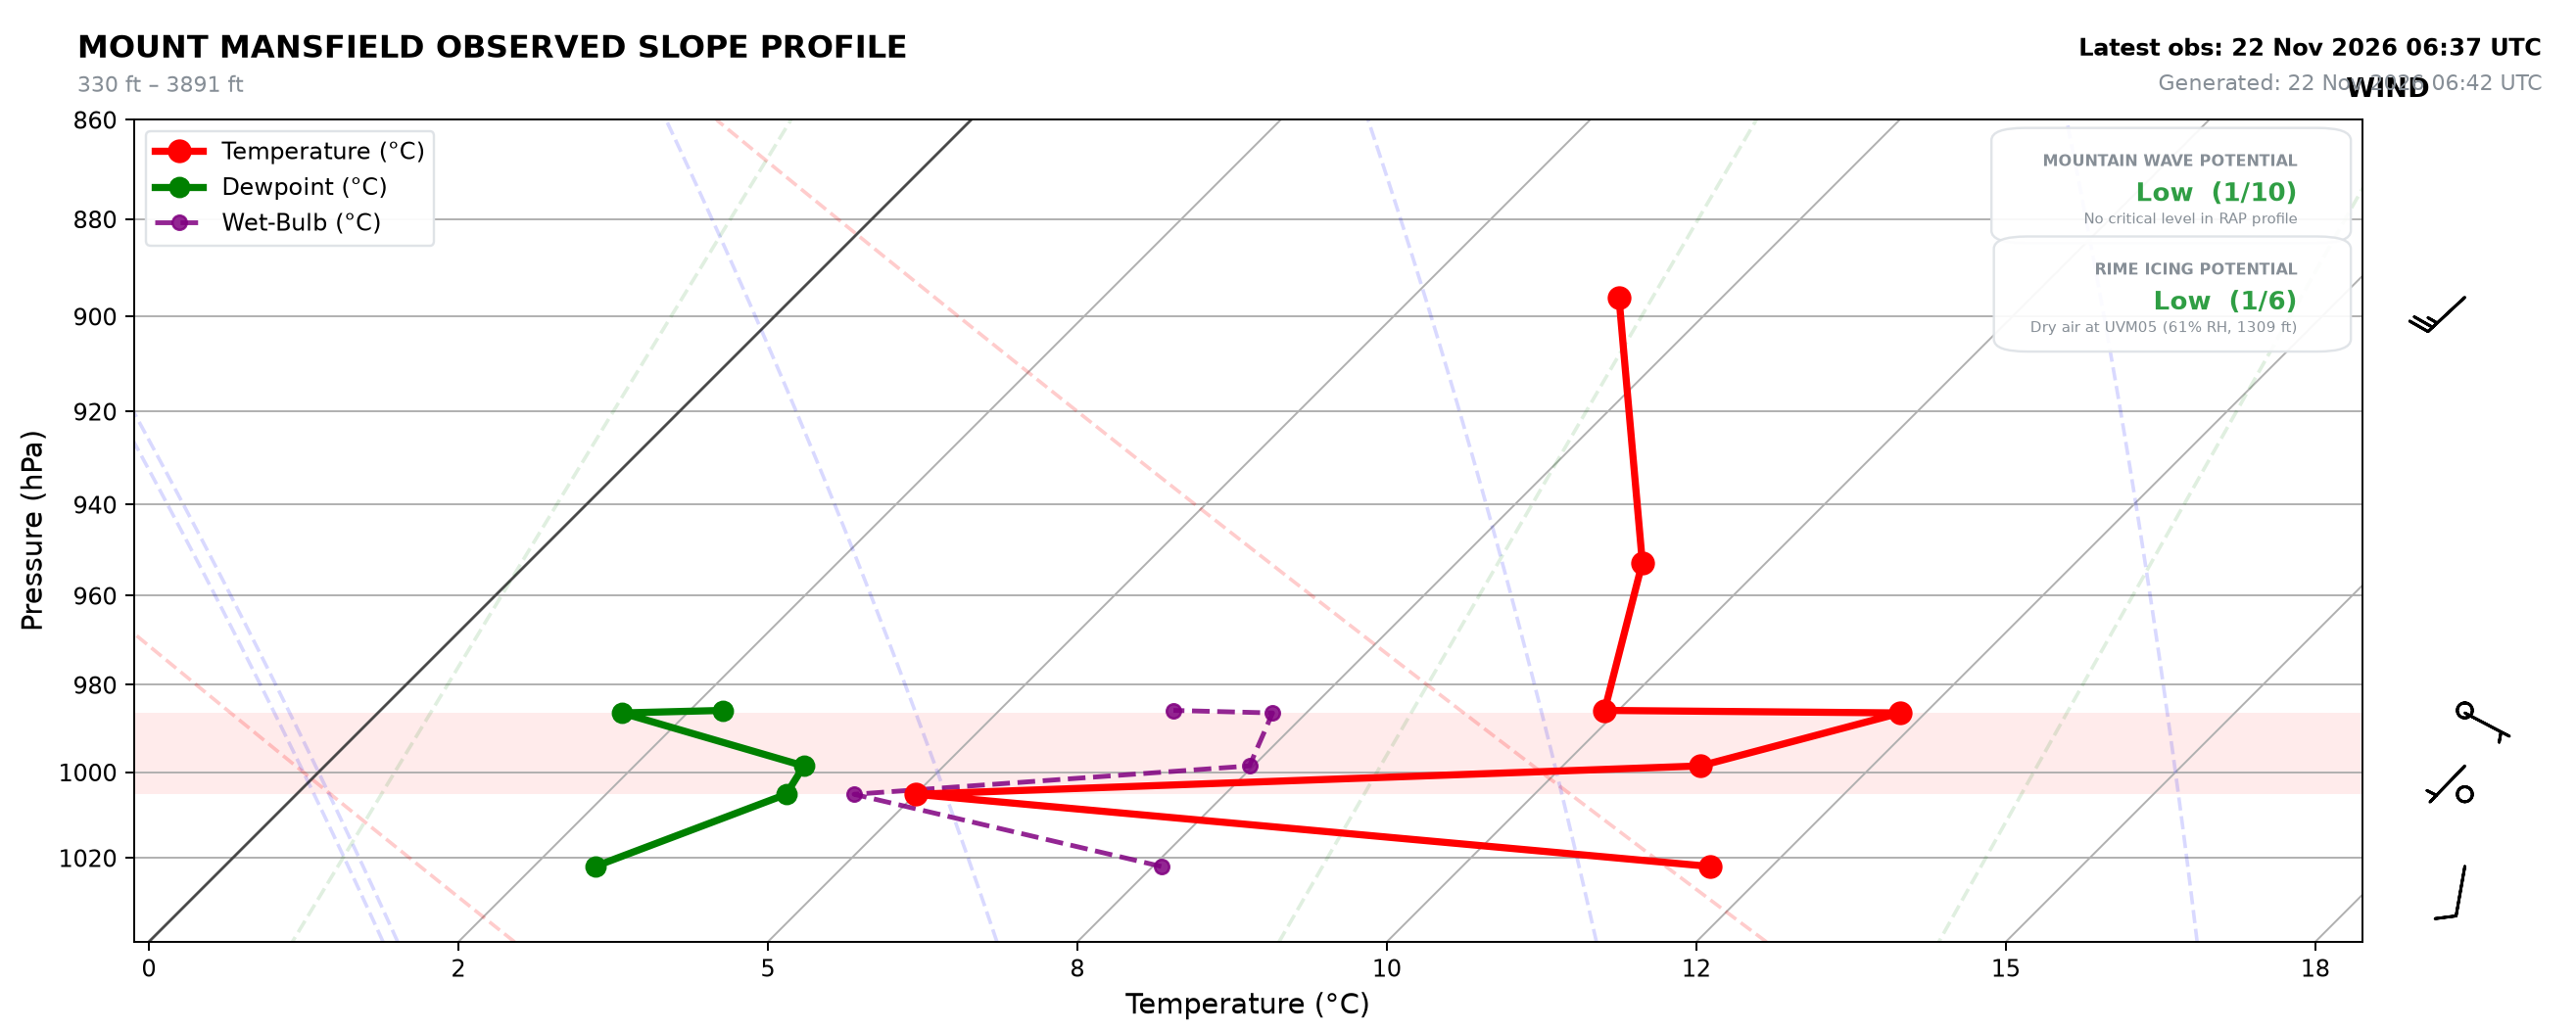 MOUNT MANSFIELD OBSERVED SLOPE PROFILE
330 ft – 3891 ft
Latest obs: 22 Nov 2026 06:37 UTC
Generated: 22 Nov 2026 06:42 UTC
WIND
Temperature (°C)
Dewpoint (°C)
Wet-Bulb (°C)
MOUNTAIN WAVE POTENTIAL
Low (1/10)
No critical level in RAP profile
RIME ICING POTENTIAL
Low (1/6)
Dry air at UVM05 (61% RH, 1309 ft)
Pressure (hPa)
860
880
900
920
940
960
980
1000
1020
0 2 5 8 10 12 15 18
Temperature (°C)